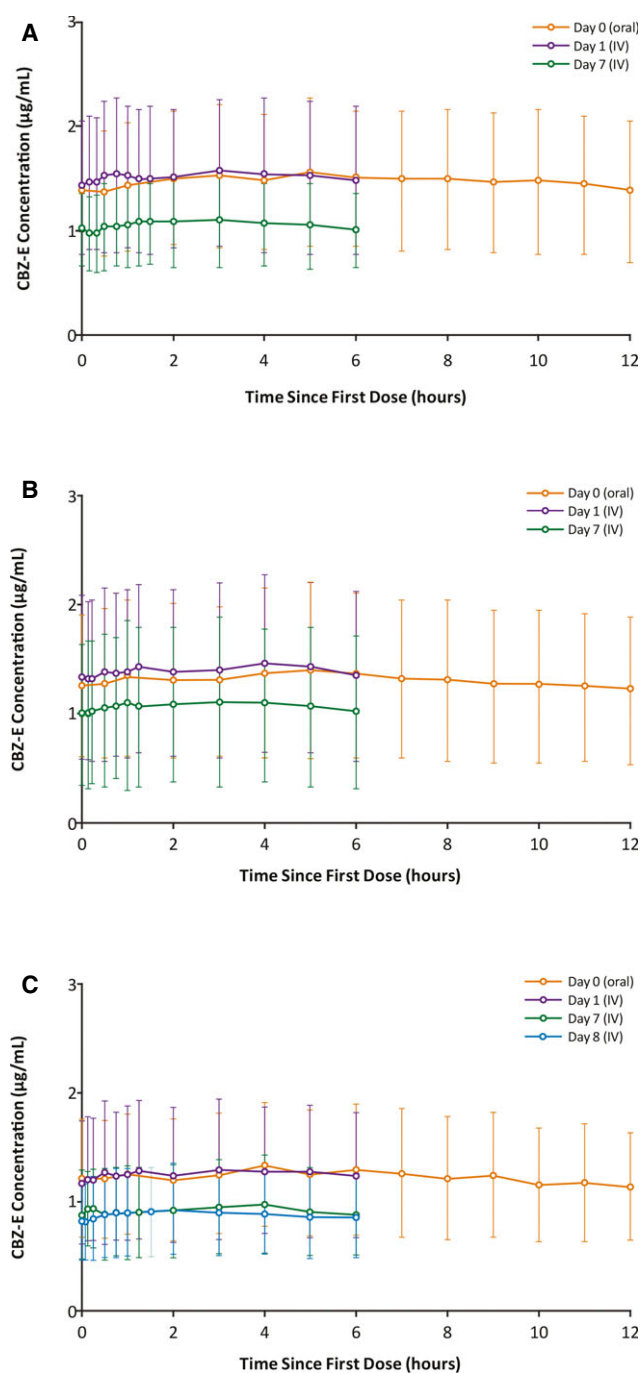 A
3
2
1
0
CBZ-E Concentration (µg/mL)
Day 0 (oral)
Day 1 (IV)
Day 7 (IV)
0 2 4 6 8 10 12
Time Since First Dose (hours)
B
3
2
1
0
CBZ-E Concentration (µg/mL)
Day 0 (oral)
Day 1 (IV)
Day 7 (IV)
0 2 4 6 8 10 12
Time Since First Dose (hours)
C
3
2
1
0
CBZ-E Concentration (µg/mL)
Day 0 (oral)
Day 1 (IV)
Day 7 (IV)
Day 8 (IV)
0 2 4 6 8 10 12
Time Since First Dose (hours)